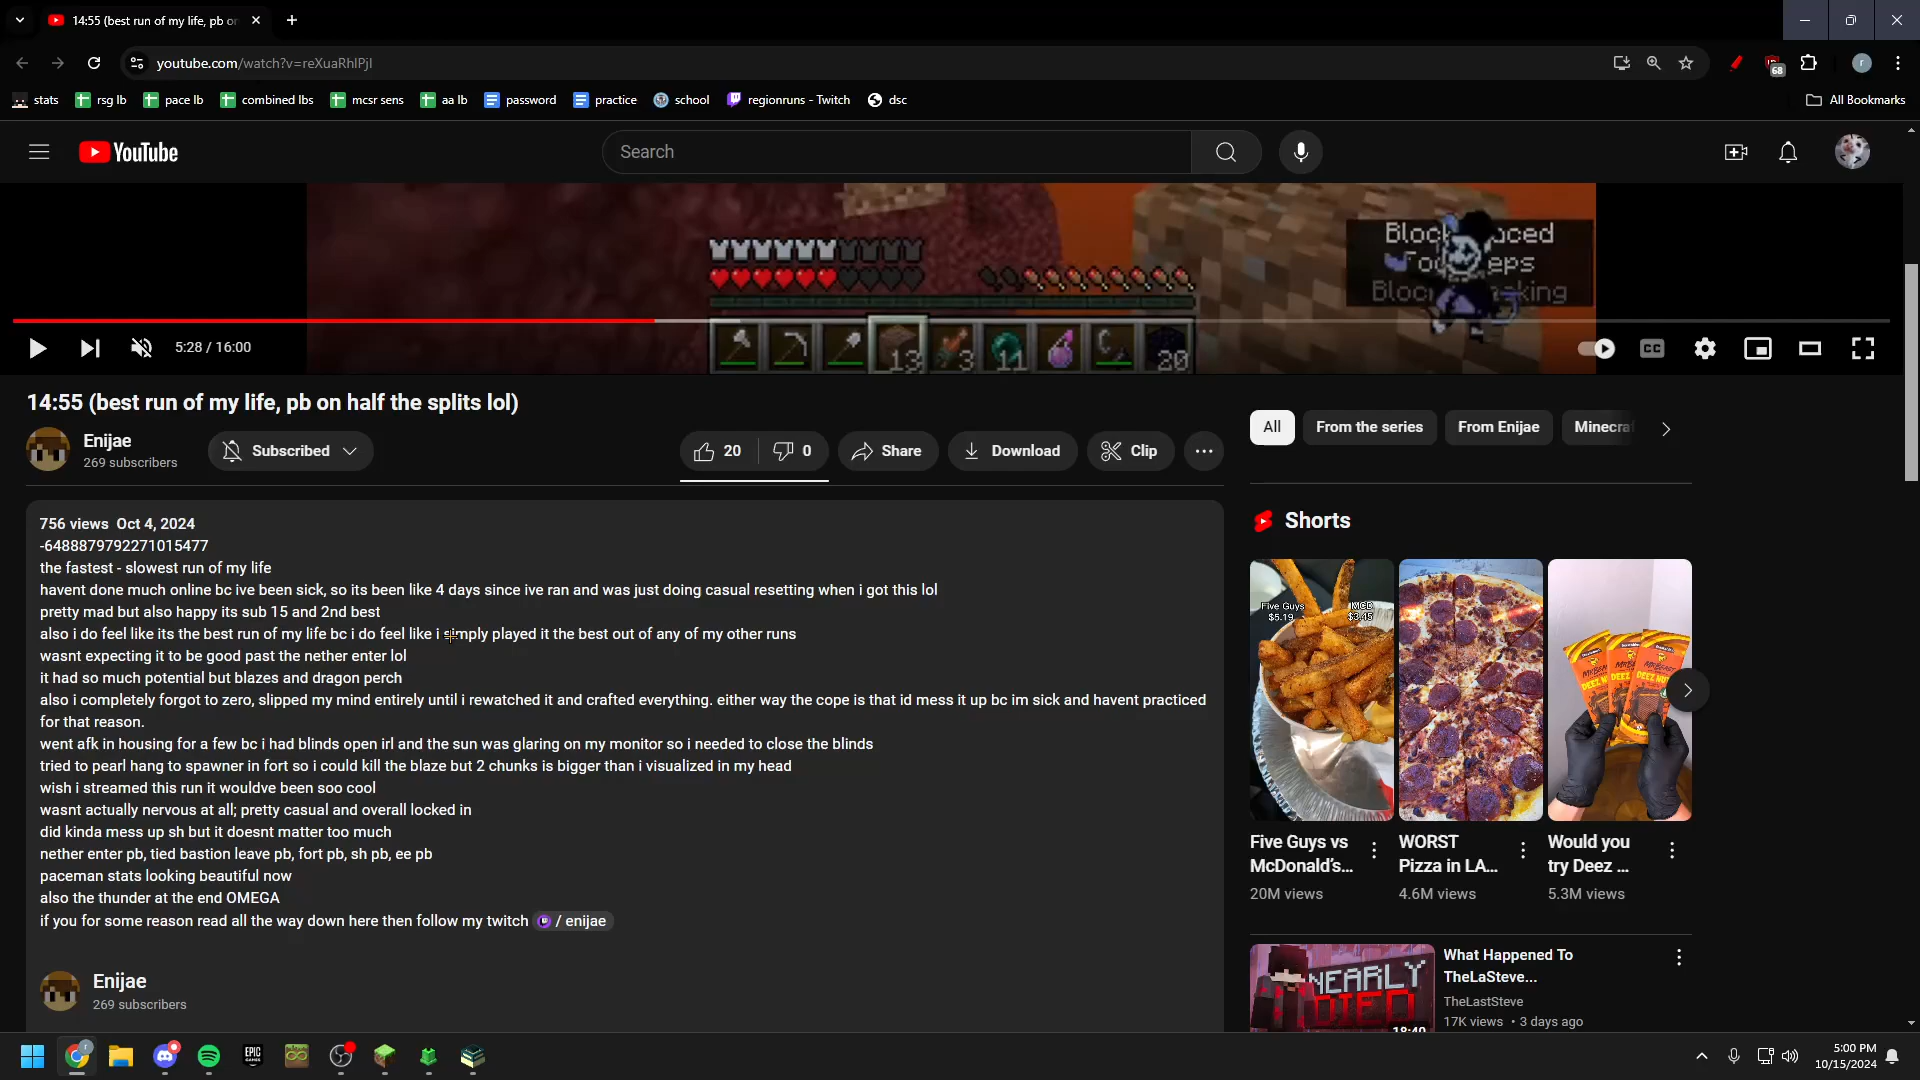 14:55 (best run of my life, pb on
youtube.com/watch?v=reXuaRhlPjI
68
r
stats
rsg lb
pace lb
combined lbs
mcsr sens
aa lb
password
practice
school
regionruns - Twitch
dsc
All Bookmarks
YouTube
Search
13
3
11
20
5:28 / 16:00
CC
14:55 (best run of my life, pb on half the splits lol)
Enijae
269 subscribers
Subscribed
20
0
Share
Download
Clip
All
From the series
From Enijae
Minecra
756 views Oct 4, 2024
-6488879792271015477
the fastest - slowest run of my life
havent done much online bc ive been sick, so its been like 4 days since ive ran and was just doing casual resetting when i got this lol
pretty mad but also happy its sub 15 and 2nd best
also i do feel like its the best run of my life bc i do feel like i simply played it the best out of any of my other runs
wasnt expecting it to be good past the nether enter lol
it had so much potential but blazes and dragon perch
also i completely forgot to zero, slipped my mind entirely until i rewatched it and crafted everything. either way the cope is that id mess it up bc im sick and havent practiced
for that reason.
went afk in housing for a few bc i had blinds open irl and the sun was glaring on my monitor so i needed to close the blinds
tried to pearl hang to spawner in fort so i could kill the blaze but 2 chunks is bigger than i visualized in my head
wish i streamed this run it wouldve been soo cool
wasnt actually nervous at all; pretty casual and overall locked in
did kinda mess up sh but it doesnt matter too much
nether enter pb, tied bastion leave pb, fort pb, sh pb, ee pb
paceman stats looking beautiful now
also the thunder at the end OMEGA
if you for some reason read all the way down here then follow my twitch / enijae
Enijae
269 subscribers
Shorts
Five Guys
$5.19
MCD
$3.45
DEEZ NUTS
Five Guys vs
McDonald's...
20M views
WORST
Pizza in LA...
4.6M views
Would you
try Deez ...
5.3M views
NEARLY
DIED
18:40
What Happened To
TheLaSteve...
TheLastSteve
17K views • 3 days ago
EPIC
GAMES
5:00 PM
10/15/2024